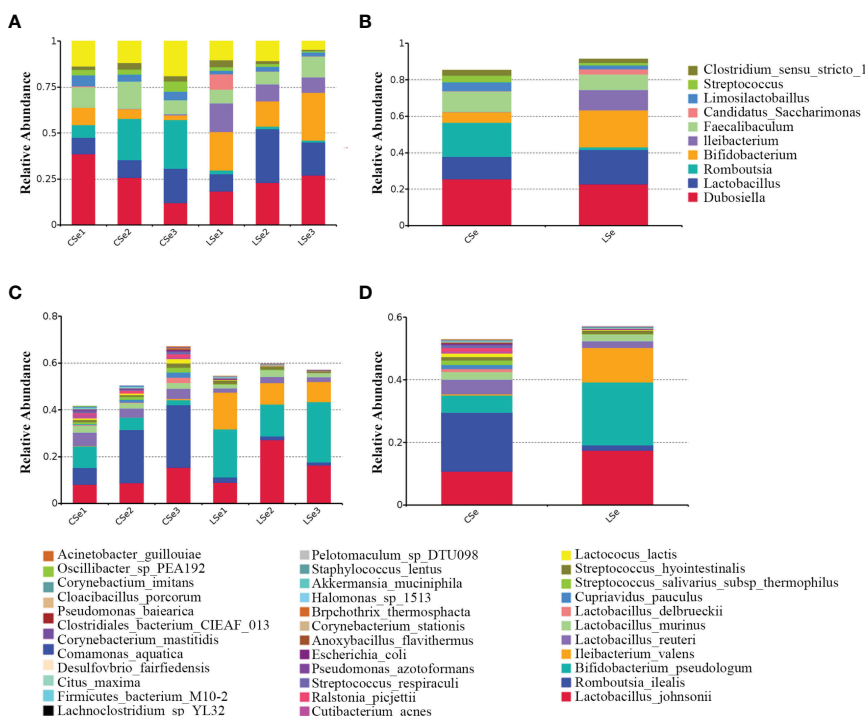 A
B
Relative Abundance
1
0.75
0.5
0.25
0
CSe1
CSe2
CSe3
LSe1
LSe2
LSe3
Relative Abundance
1
0.8
0.6
0.4
0.2
0
CSe
LSe
Clostridium_sensu_stricto_1
Streptococcus
Limosilactobaillus
Candidatus_Saccharimonas
Faecalibaculum
Ileibacterium
Bifidobacterium
Romboutsia
Lactobacillus
Dubosiella
C
D
Relative Abundance
0.8
0.6
0.4
0.2
0
CSe1
CSe2
CSe3
LSe1
LSe2
LSe3
Relative Abundance
0.6
0.4
0.2
0
CSe
LSe
Acinetobacter_guillouiae
Oscillibacter_sp_PEA192
Corynebactium_imitans
Cloacibacillus_porcorum
Pseudomonas_baiearica
Clostridiales_bacterium_CIEAF_013
Corynebacterium_mastitidis
Comamonas_aquatica
Desulfovbrio_fairfiedensis
Citus_maxima
Firmicutes_bacterium_M10-2
Lachnoclostridium_sp_YL32
Pelotomaculum_sp_DTU098
Staphylococcus_lentus
Akkermansia_muciniphila
Halomonas_sp_1513
Brpchothrix_thermosphacta
Corynebacterium_stationis
Anoxybacillus_flavithermus
Escherichia_coli
Pseudomonas_azotoformans
Streptococcus_respiraculi
Ralstonia_picjettii
Cutibacterium_acnes
Lactococus_lactis
Streptococcus_hyointestinalis
Streptococcus_salivarius_subsp_thermophilus
Cupriavidus_pauculus
Lactobacillus_delbrueckii
Lactobacillus_murinus
Lactobacillus_reuteri
Ileibacterium_valens
Bifidobacterium_pseudologum
Romboutsia_ilealis
Lactobacillus_johnsonii